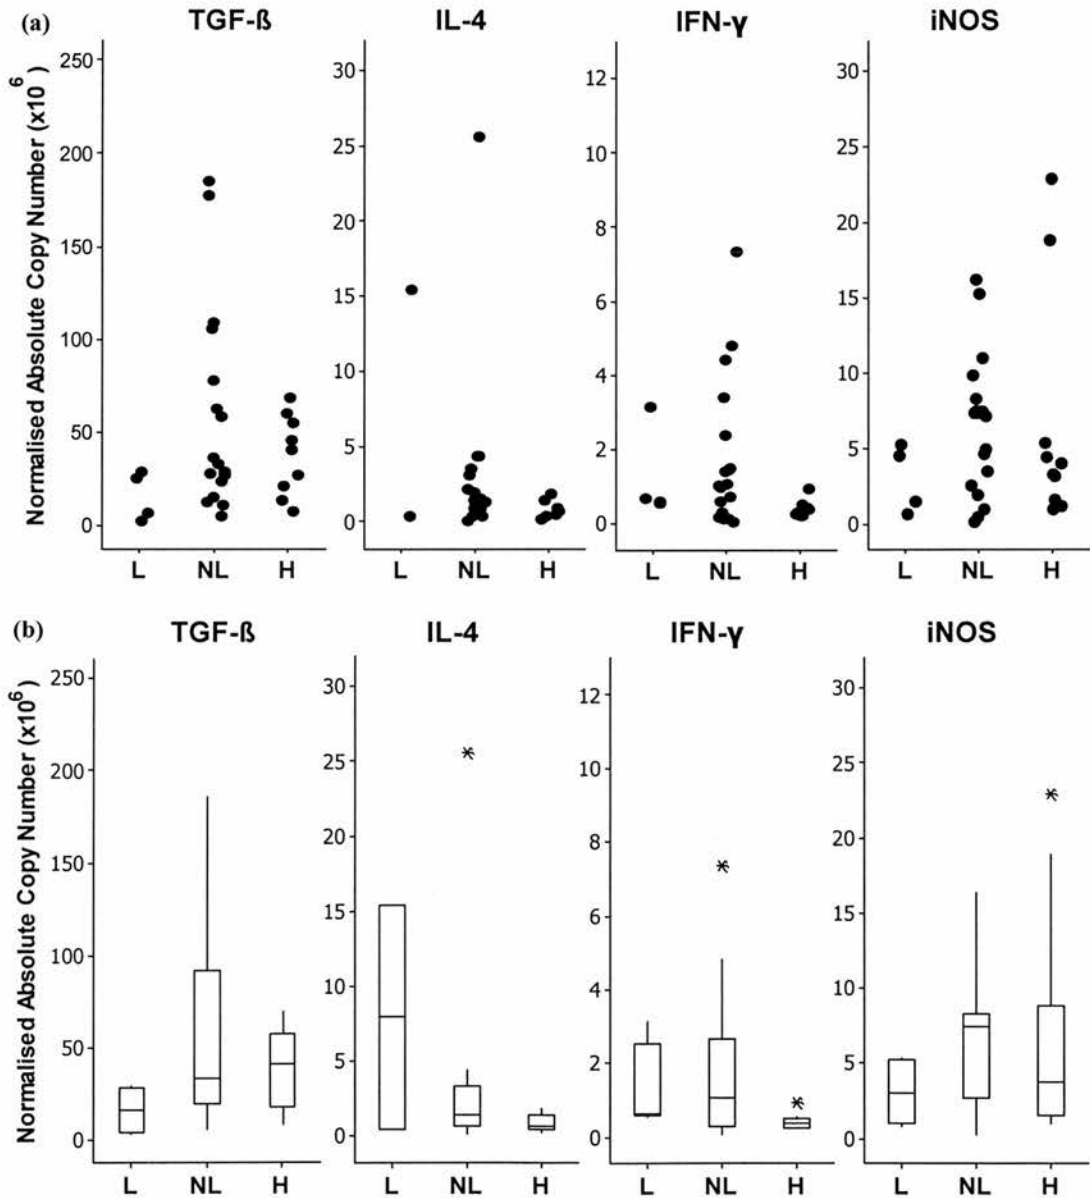 (a)
TGF-ß IL-4 IFN-γ iNOS
Normalised Absolute Copy Number (x10⁶)
250 200 150 100 50 0
30 25 20 15 10 5 0
12 10 8 6 4 2 0
30 25 20 15 10 5 0
L NL H L NL H L NL H L NL H
(b)
TGF-ß IL-4 IFN-γ iNOS
Normalised Absolute Copy Number (x10⁶)
250 200 150 100 50 0
30 25 20 15 10 5 0
12 10 8 6 4 2 0
30 25 20 15 10 5 0
L NL H L NL H L NL H L NL H